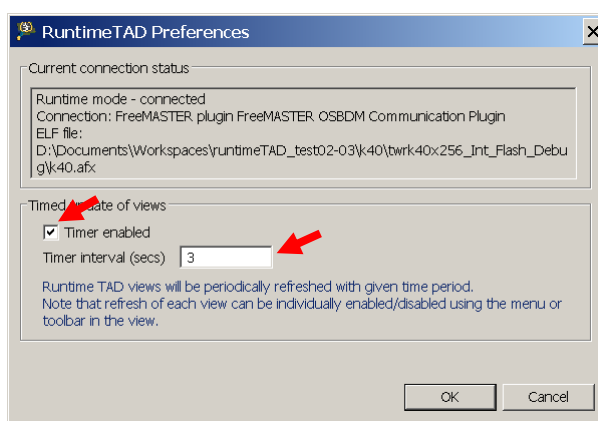 RuntimeTAD Preferences
Current connection status
Runtime mode - connected
Connection: FreeMASTER plugin FreeMASTER OSBDM Communication Plugin
ELF file:
D:\Documents\Workspaces\runtimeTAD_test02-03\k40\twrk40x256_Int_Flash_Debu
g\k40.afx
Timed update of views
Timer enabled
Timer interval (secs) 3
Runtime TAD views will be periodically refreshed with given time period.
Note that refresh of each view can be individually enabled/disabled using the menu or
toolbar in the view.
OK Cancel